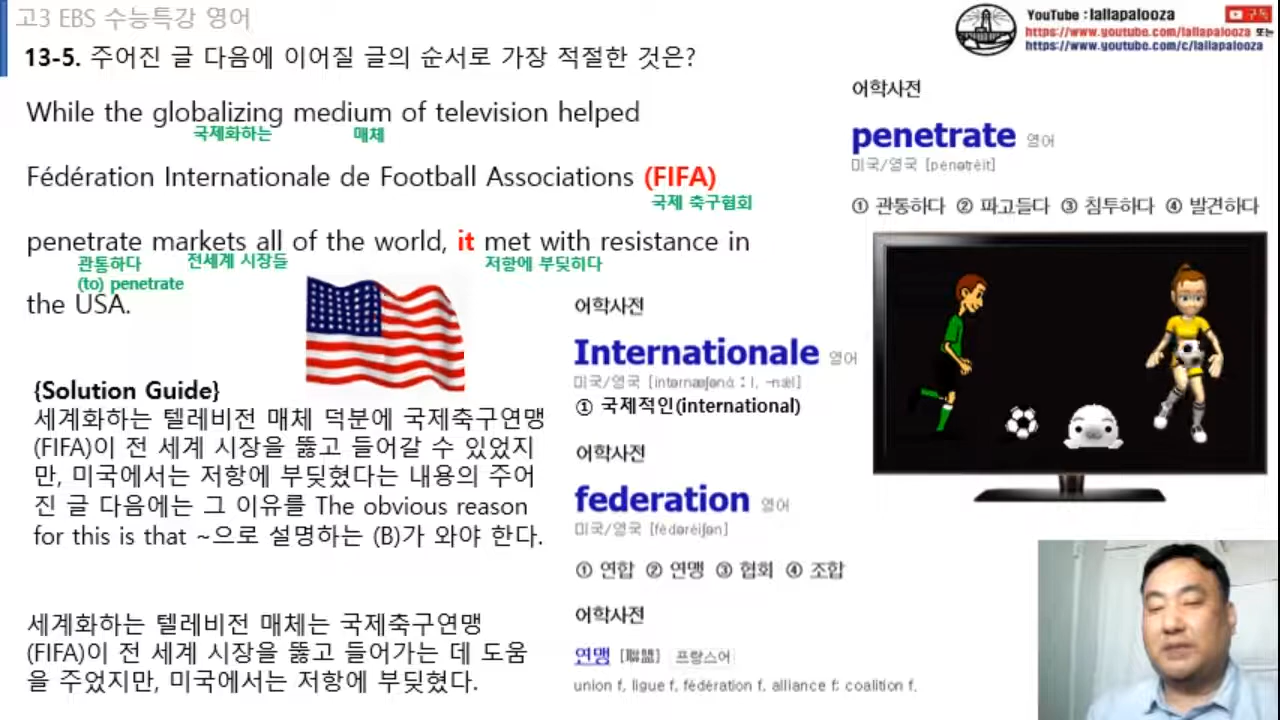 고3 EBS 수능특강 영어
13-5. 주어진 글 다음에 이어질 글의 순서로 가장 적절한 것은?
While the globalizing medium of television helped
국제화하는 매체
Fédération Internationale de Football Associations (FIFA)
국제 축구협회
penetrate markets all of the world, it met with resistance in
관통하다 전세계 시장들 저항에 부딪히다
(to) penetrate
the USA.
{Solution Guide}
세계화하는 텔레비전 매체 덕분에 국제축구연맹
(FIFA)이 전 세계 시장을 뚫고 들어갈 수 있었지
만, 미국에서는 저항에 부딪혔다는 내용의 주어
진 글 다음에는 그 이유를 The obvious reason
for this is that ~으로 설명하는 (B)가 와야 한다.
세계화하는 텔레비전 매체는 국제축구연맹
(FIFA)이 전 세계 시장을 뚫고 들어가는 데 도움
을 주었지만, 미국에서는 저항에 부딪혔다.
어학사전
Internationale 영어
미국/영국 [intərnæʃənάːl, -næl]
① 국제적인(international)
어학사전
federation 영어
미국/영국 [fèdəréiʃən]
① 연합 ② 연맹 ③ 협회 ④ 조합
어학사전
연맹 [聯盟] 프랑스어
union f, ligue f, fédération f. alliance f; coalition f.
YouTube : lallapalooza
구독
https://www.youtube.com/lallapalooza 또는
https://www.youtube.com/c/lallapalooza
어학사전
penetrate 영어
미국/영국 [penətrèit]
① 관통하다 ② 파고들다 ③ 침투하다 ④ 발견하다